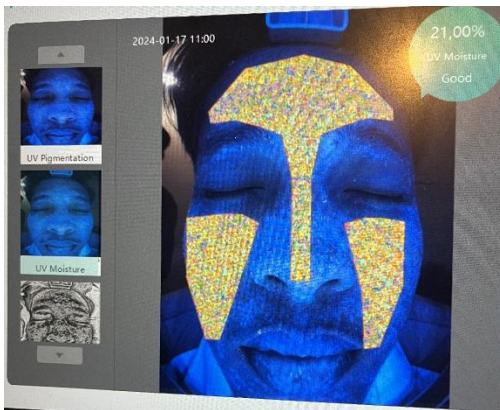 2024-01-17 11:00
21,00%
UV Moisture
Good
UV Pigmentation
UV Moisture